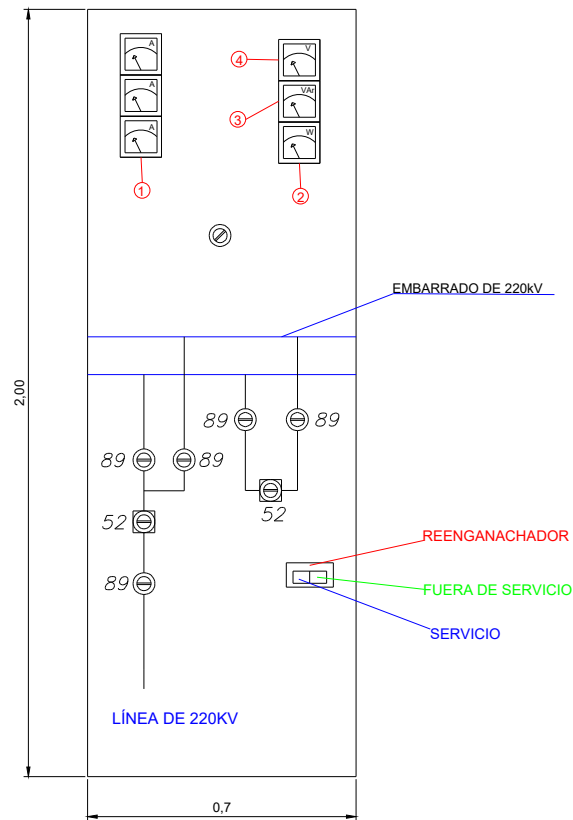 A
A
A
V
VAr
W
4
3
1
2
EMBARRADO DE 220kV
2,00
89
89
89
89
52
52
89
REENGANACHADOR
FUERA DE SERVICIO
SERVICIO
LÍNEA DE 220KV
0,7